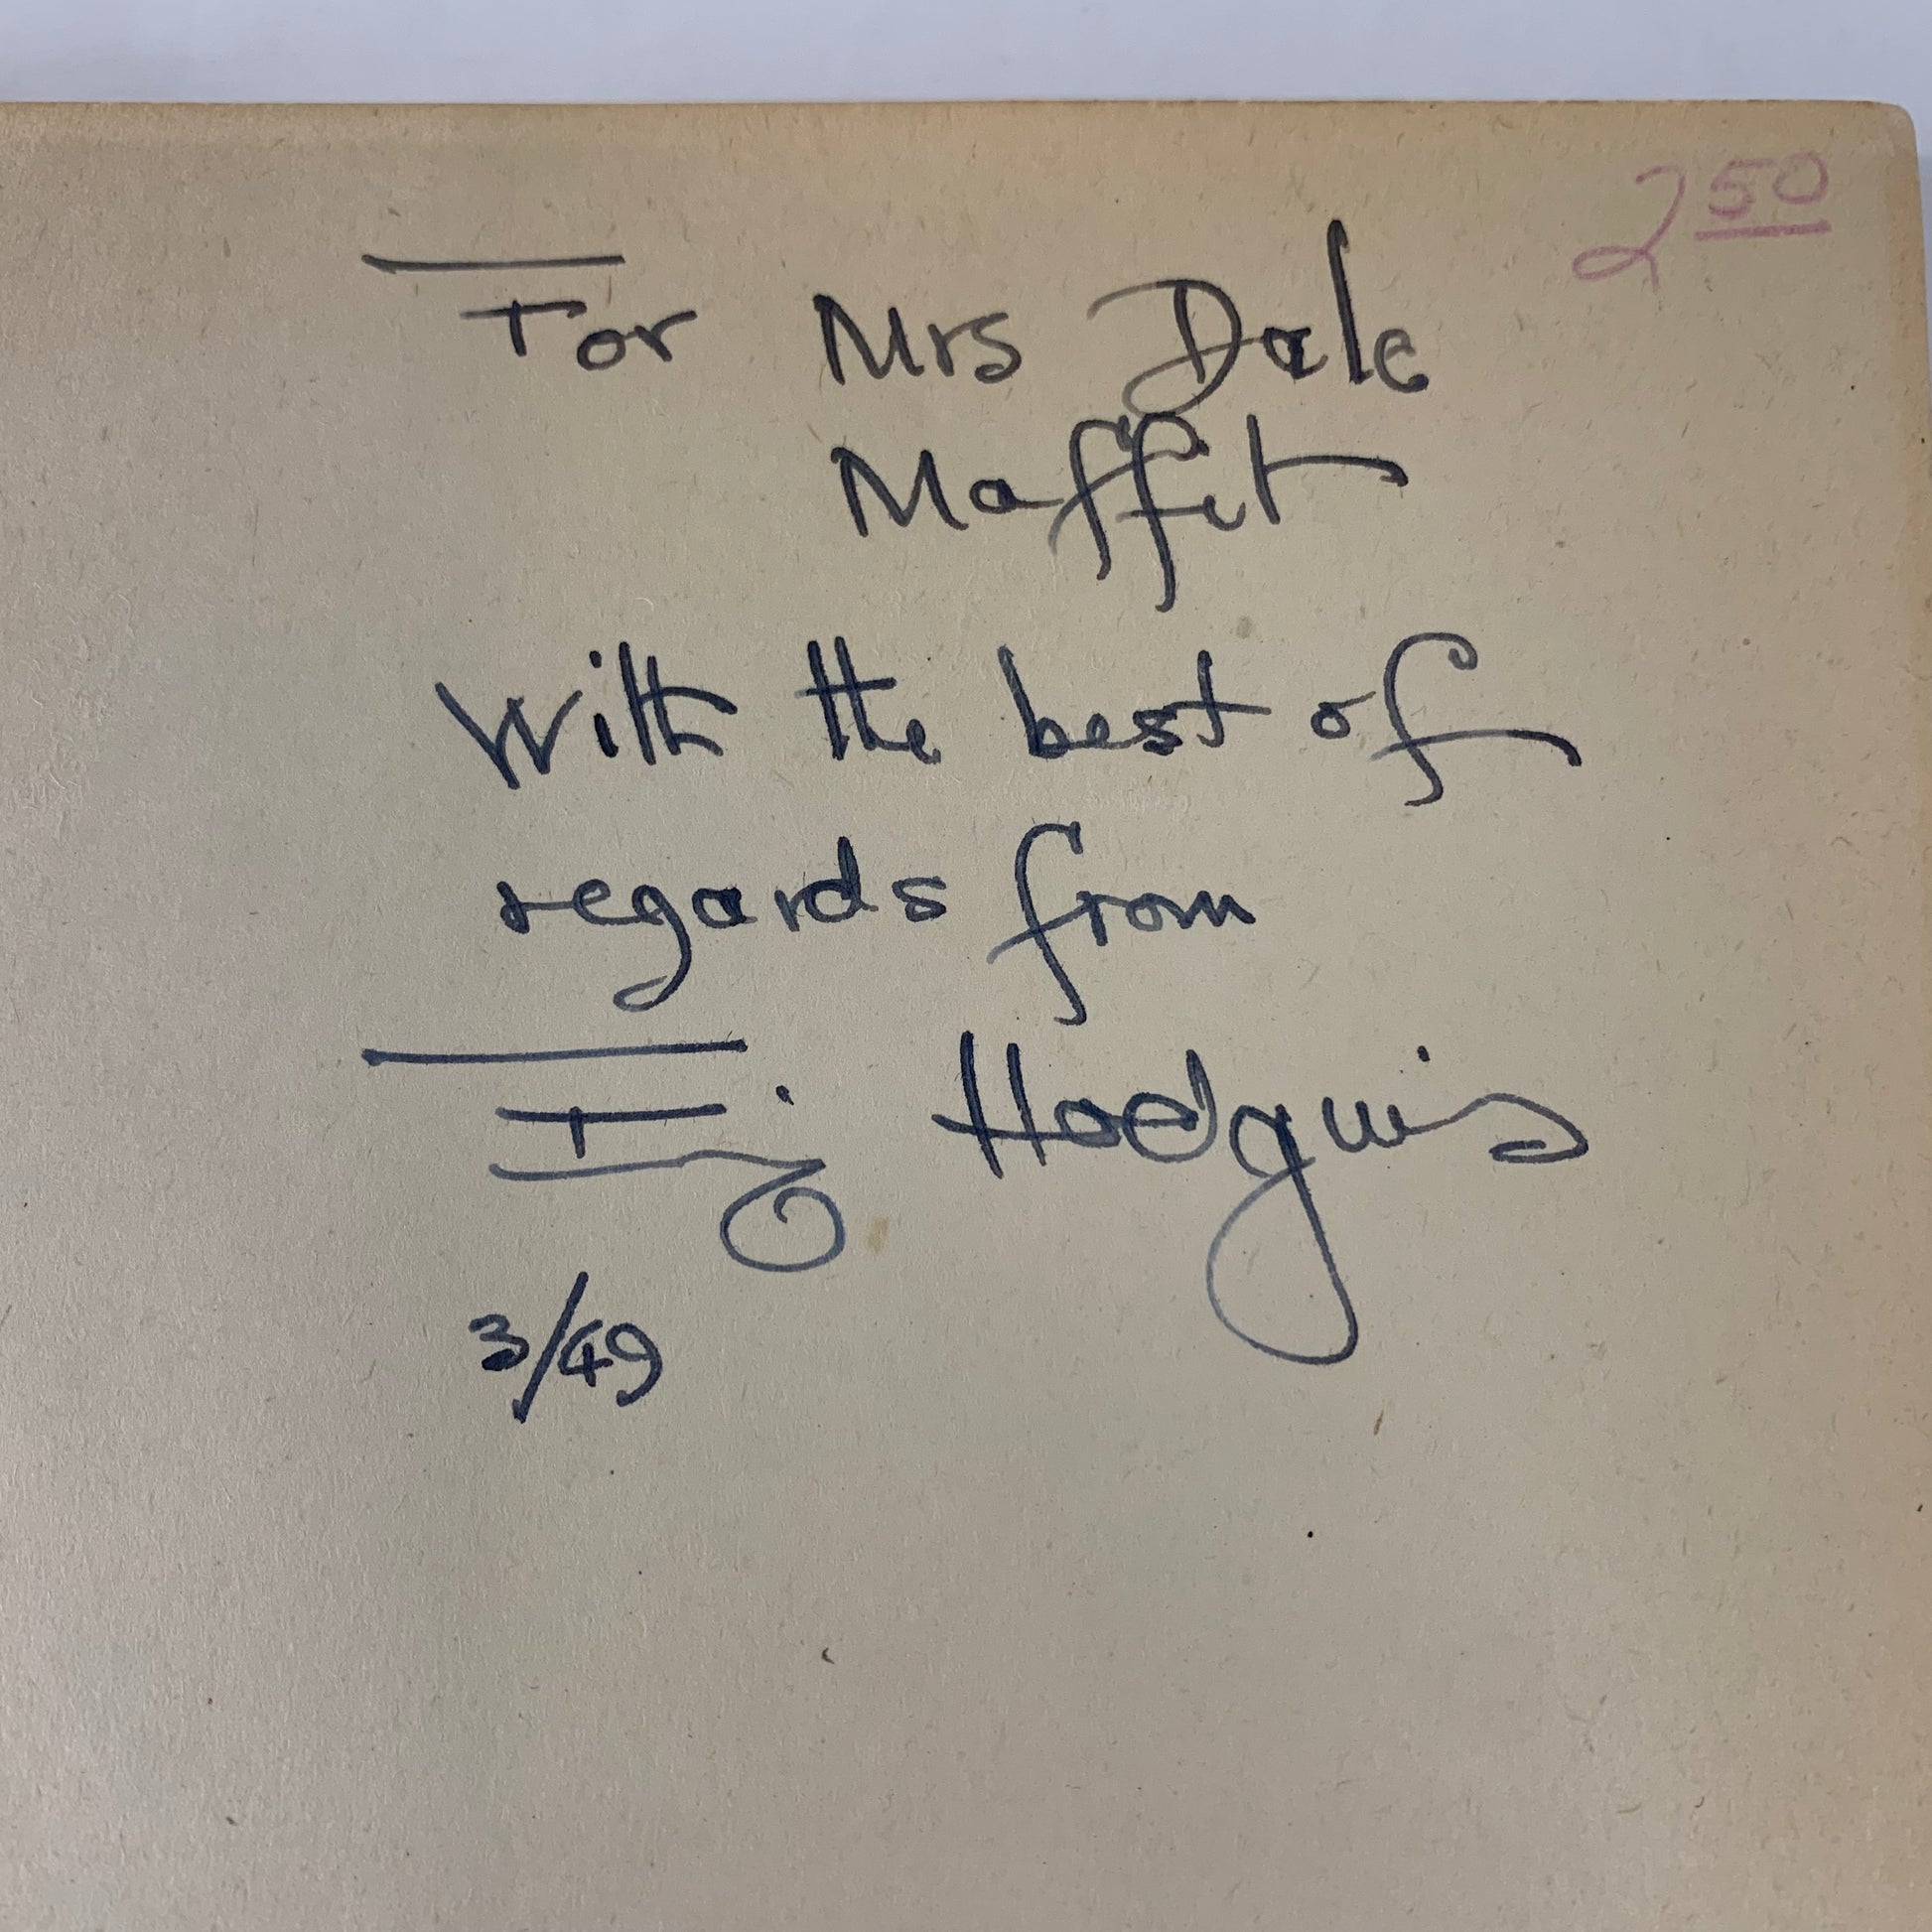 2 50
For Mrs Dale
Maffit
With the best of
regards from
Hodgins
3/49